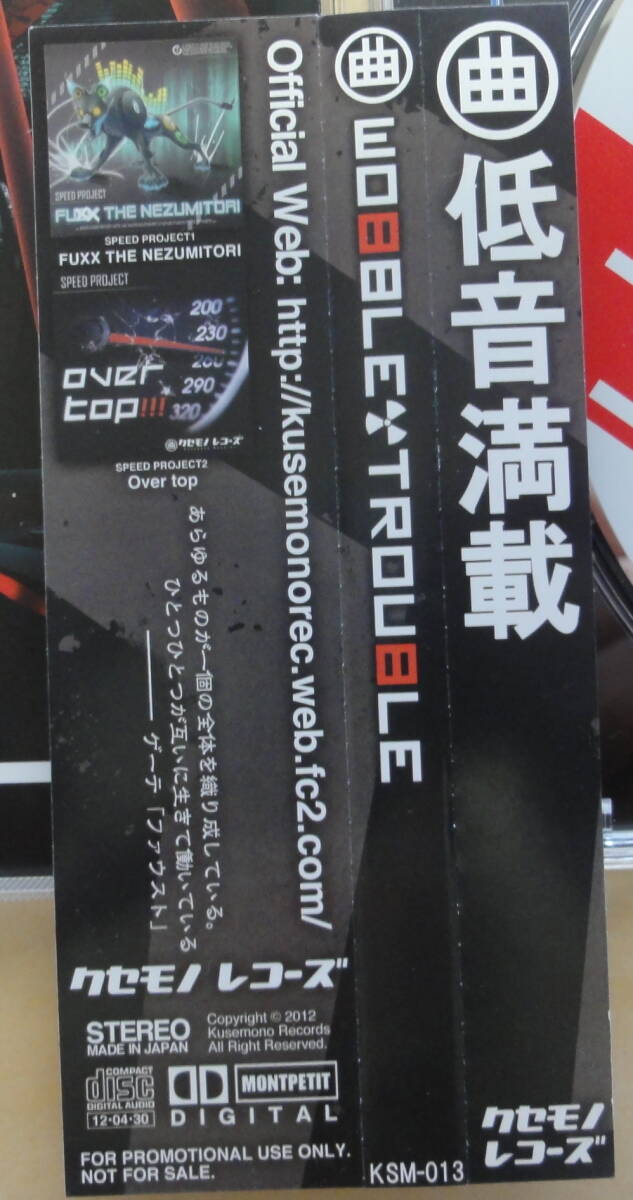 曲
低音満載
クセモノ
レコーズ
曲
WOBBLE TROUBLE
KSM-013
SPEED PROJECT
FUXX THE NEZUMITORI
SPEED PROJECT1
FUXX THE NEZUMITORI
SPEED PROJECT
200
230
260
290
320
over
top!!!
クセモノ レコーズ
SPEED PROJECT2
Over top
Official Web: http://kusemonorec.web.fc2.com/
あらゆるものが一個の全体を織り成している。
ひとつひとつが互いに生きて働いている
―― ゲーテ「ファウスト」
クセモノ レコーズ
STEREO
MADE IN JAPAN
Copyright © 2012
Kusemono Records
All Right Reserved.
COMPACT
disc
DIGITAL AUDIO
12・04・30
MONTPETIT
DIGITAL
FOR PROMOTIONAL USE ONLY.
NOT FOR SALE.